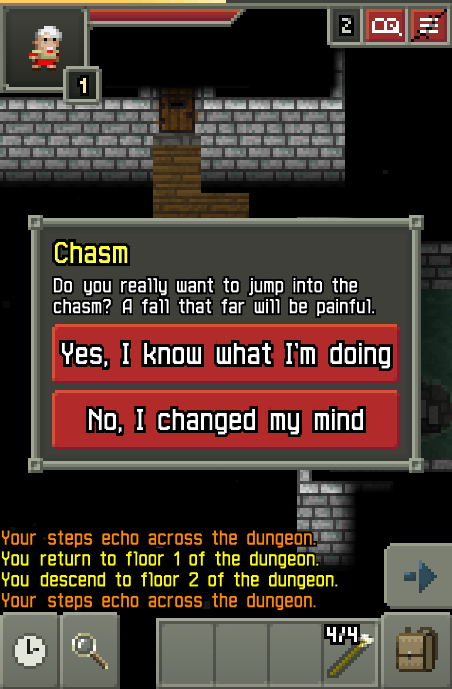 2
1
Chasm
Do you really want to jump into the
chasm? A fall that far will be painful.
Yes, I know what I'm doing
No, I changed my mind
Your steps echo across the dungeon.
You return to floor 1 of the dungeon.
You descend to floor 2 of the dungeon.
Your steps echo across the dungeon.
4/4